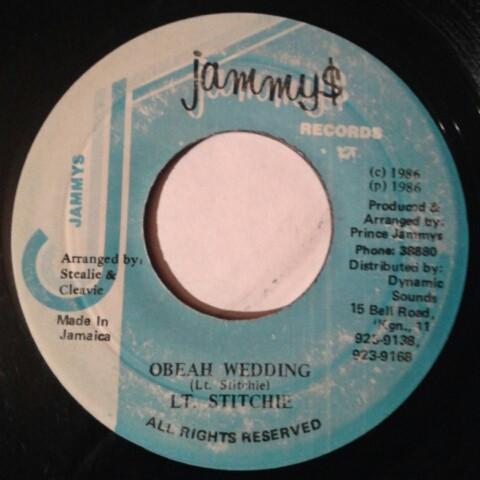 jammy$
RECORDS
JAMMYS
(c) 1986
(p) 1986
Produced &
Arranged by:
Prince Jammys
Phone: 38880
Distributed by:
Dynamic
Sounds
15 Bell Road,
Kgn., 11
923-9138,
923-9168
Arranged by:
Stealie &
Cleavie
Made In
Jamaica
OBEAH WEDDING
(Lt. Stitchie)
LT. STITCHIE
ALL RIGHTS RESERVED